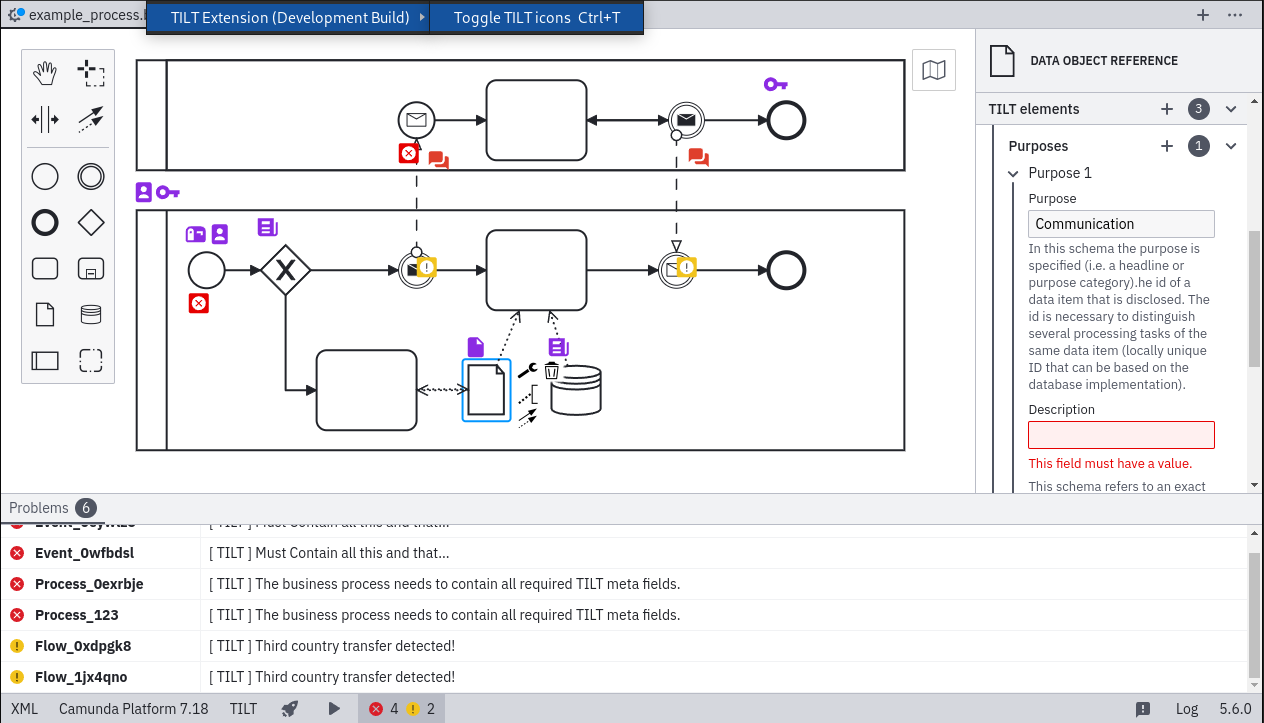 example_process.b
TILT Extension (Development Build)
Toggle TILT icons Ctrl+T
DATA OBJECT REFERENCE
TILT elements
3
Purposes
1
Purpose 1
Purpose
Communication
In this schema the purpose is
specified (i.e. a headline or
purpose category).he id of a
data item that is disclosed. The
id is necessary to distinguish
several processing tasks of the
same data item (locally unique
ID that can be based on the
database implementation).
Description
This field must have a value.
This schema refers to an exact
Problems 6
[ TILT ] Must Contain all this and that...
Event_0wfbdsl [ TILT ] Must Contain all this and that...
Process_0exrbje [ TILT ] The business process needs to contain all required TILT meta fields.
Process_123 [ TILT ] The business process needs to contain all required TILT meta fields.
Flow_0xdpgk8 [ TILT ] Third country transfer detected!
Flow_1jx4qno [ TILT ] Third country transfer detected!
XML Camunda Platform 7.18 TILT 4 2 Log 5.6.0